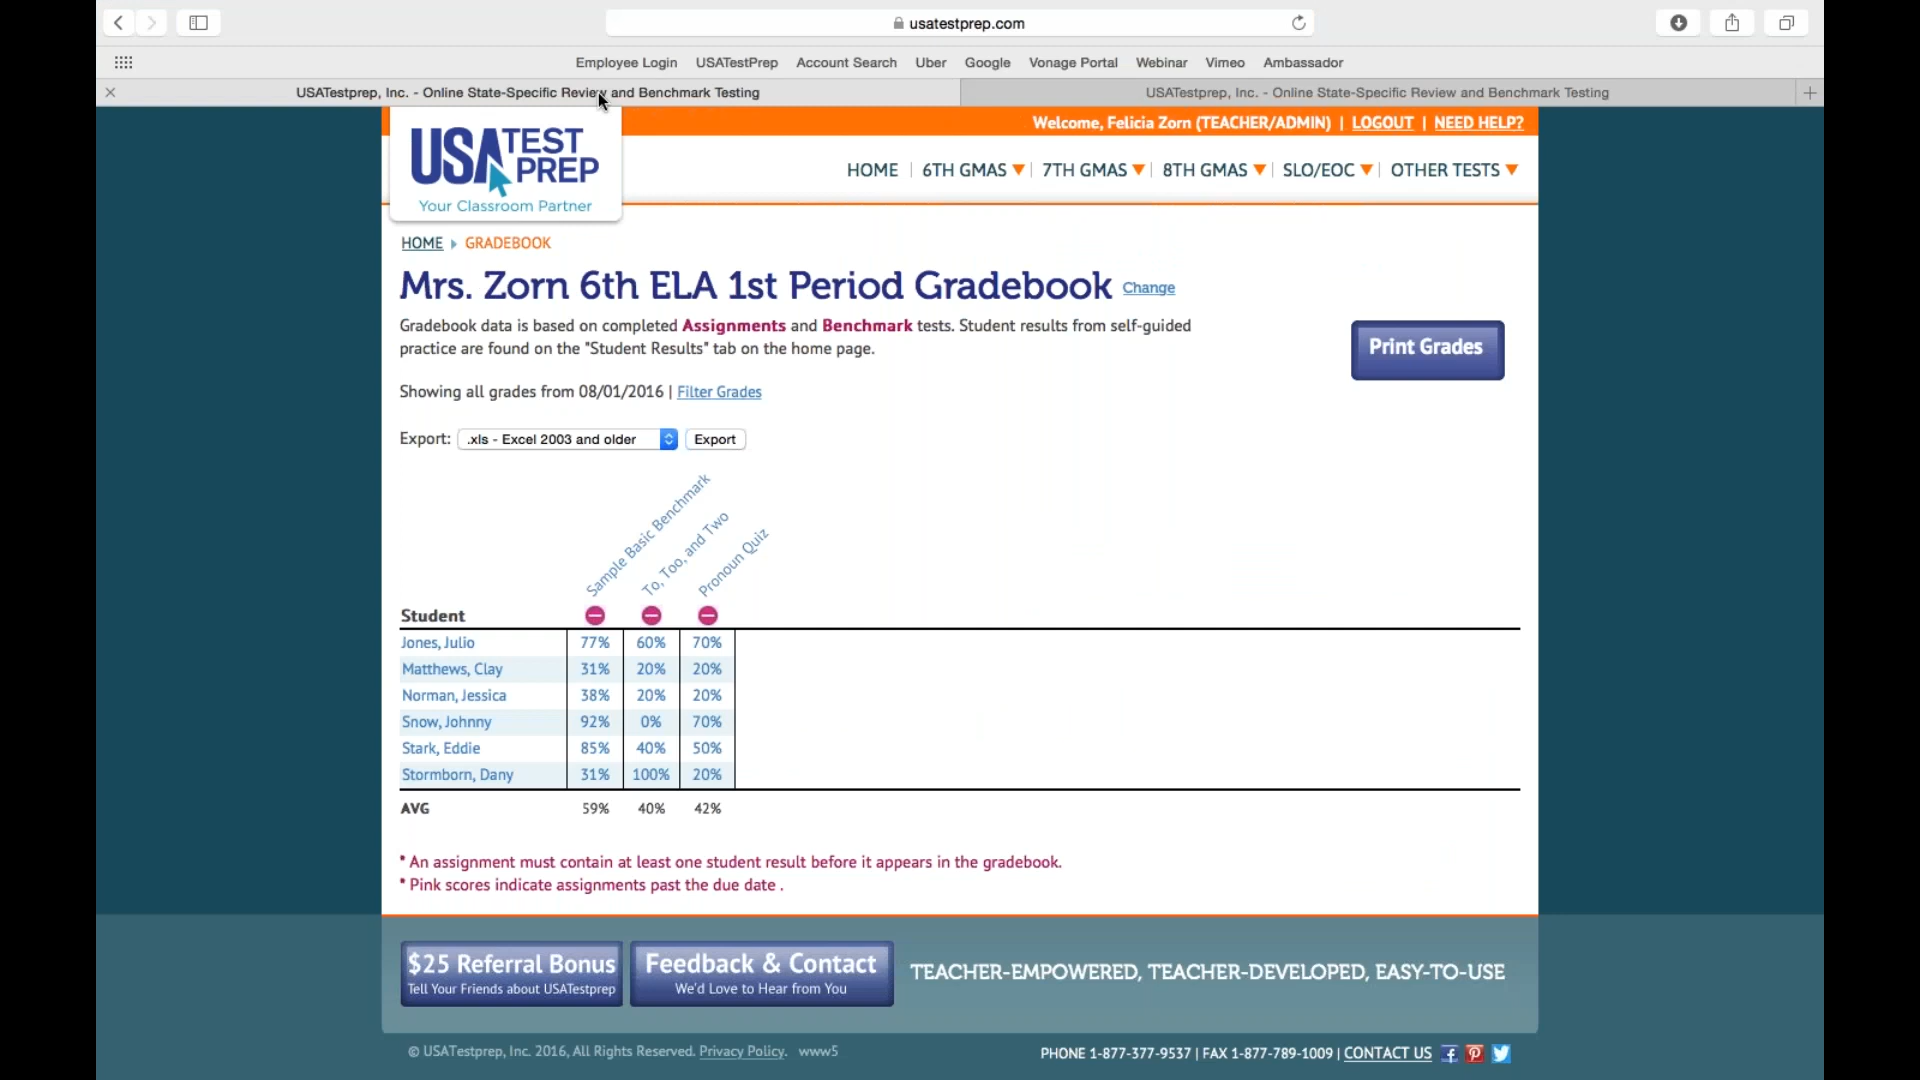 usatestprep.com
Employee Login USATestPrep Account Search Uber Google Vonage Portal Webinar Vimeo Ambassador
USATestprep, Inc. - Online State-Specific Review and Benchmark Testing USATestprep, Inc. - Online State-Specific Review and Benchmark Testing
Welcome, Felicia Zorn (TEACHER/ADMIN) | LOGOUT | NEED HELP?
USA TEST PREP
Your Classroom Partner
HOME | 6TH GMAS | 7TH GMAS | 8TH GMAS | SLO/EOC | OTHER TESTS
HOME GRADEBOOK
Mrs. Zorn 6th ELA 1st Period Gradebook Change
Gradebook data is based on completed Assignments and Benchmark tests. Student results from self-guided
practice are found on the "Student Results" tab on the home page.
Print Grades
Showing all grades from 08/01/2016 | Filter Grades
Export: .xls - Excel 2003 and older Export
Sample Basic Benchmark
To, Too, and Two
Pronoun Quiz
Student
Jones, Julio 77% 60% 70%
Matthews, Clay 31% 20% 20%
Norman, Jessica 38% 20% 20%
Snow, Johnny 92% 0% 70%
Stark, Eddie 85% 40% 50%
Stormborn, Dany 31% 100% 20%
AVG 59% 40% 42%
* An assignment must contain at least one student result before it appears in the gradebook.
* Pink scores indicate assignments past the due date .
$25 Referral Bonus
Tell Your Friends about USATestprep
Feedback & Contact
We'd Love to Hear from You
TEACHER-EMPOWERED, TEACHER-DEVELOPED, EASY-TO-USE
© USATestprep, Inc. 2016, All Rights Reserved. Privacy Policy. www5
PHONE 1-877-377-9537 | FAX 1-877-789-1009 | CONTACT US